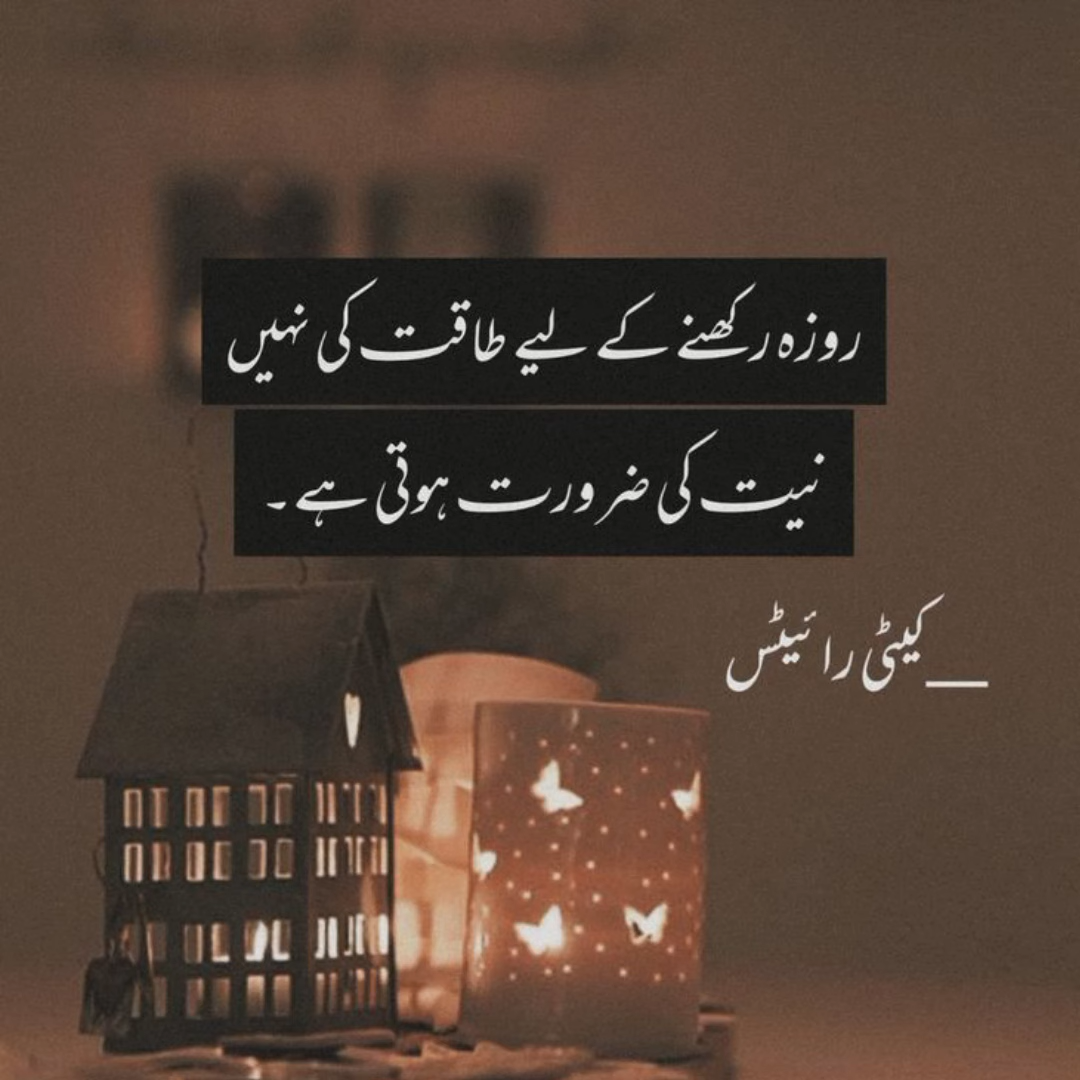 روزہ رکھنے کے لیے طاقت کی نہیں
نیت کی ضرورت ہوتی ہے۔
__کیٹی رائیٹس